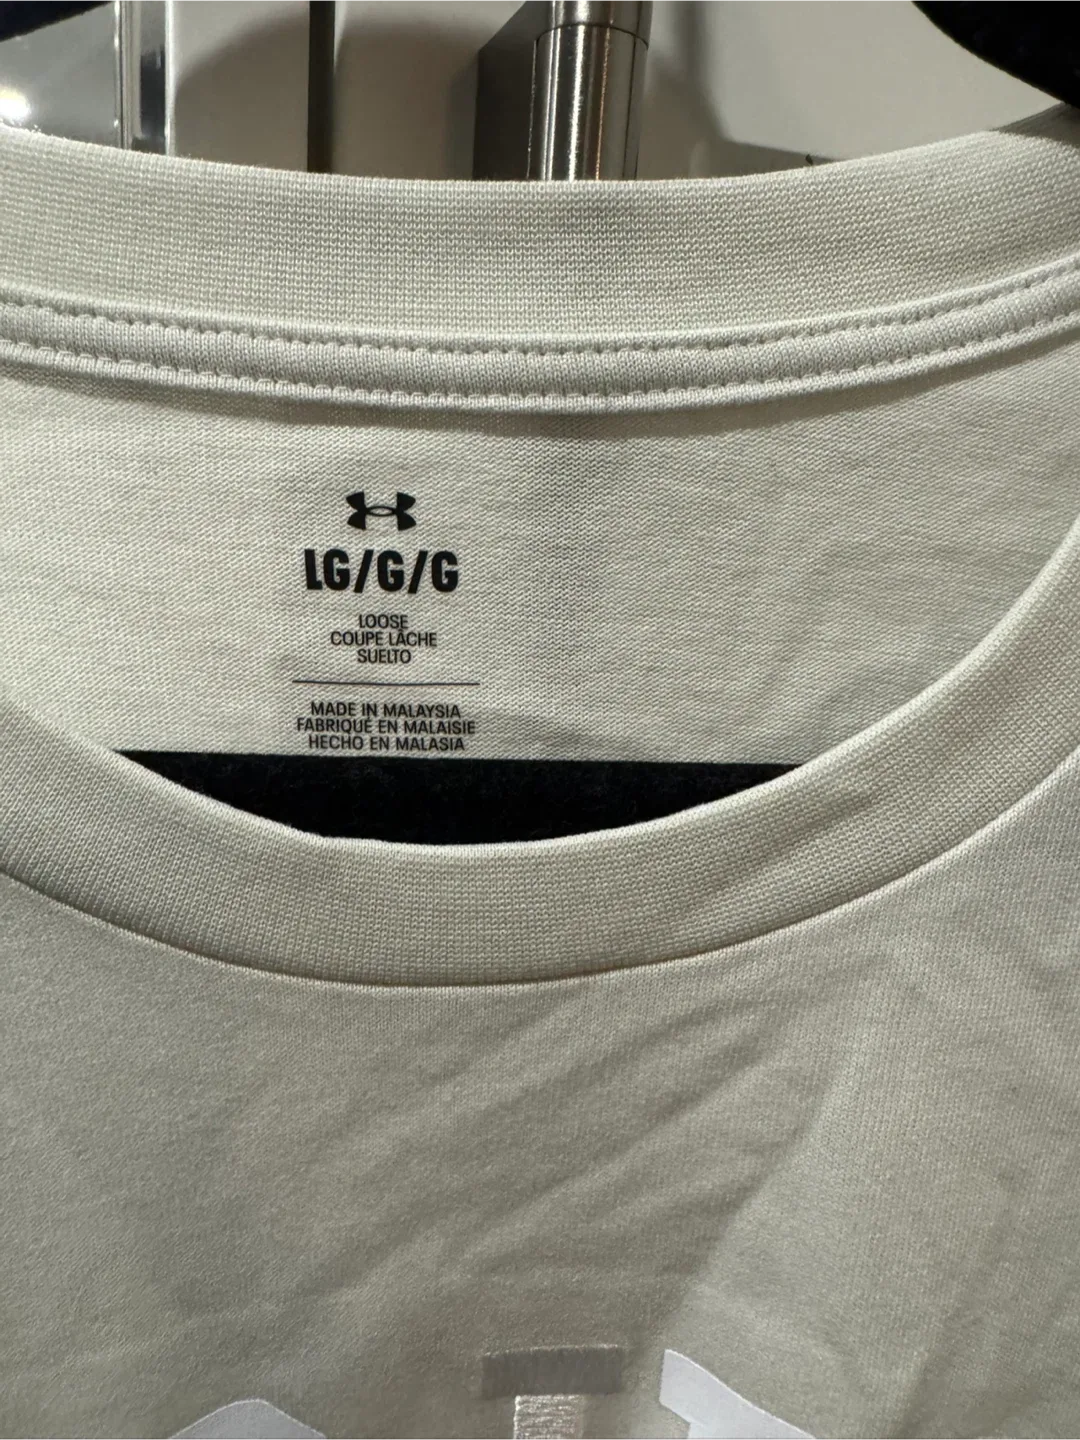 LG/G/G
LOOSE
COUPE LÂCHE
SUELTO
MADE IN MALAYSIA
FABRIQUÉ EN MALAISIE
HECHO EN MALASIA